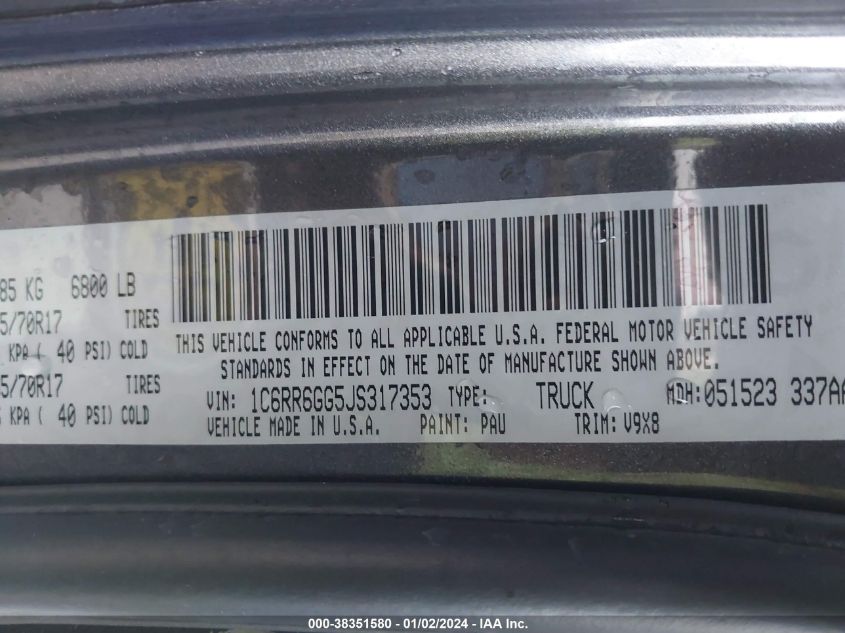 85 KG 6800 LB
5/70R17 TIRES
KPA ( 40 PSI) COLD
5/70R17 TIRES
KPA ( 40 PSI) COLD
THIS VEHICLE CONFORMS TO ALL APPLICABLE U.S.A. FEDERAL MOTOR VEHICLE SAFETY
STANDARDS IN EFFECT ON THE DATE OF MANUFACTURE SHOWN ABOVE.
VIN: 1C6RR6GG5JS317353 TYPE: TRUCK MDH:051523 337AA
VEHICLE MADE IN U.S.A. PAINT: PAU TRIM: V9X8
000-38351580 - 01/02/2024 - IAA Inc.